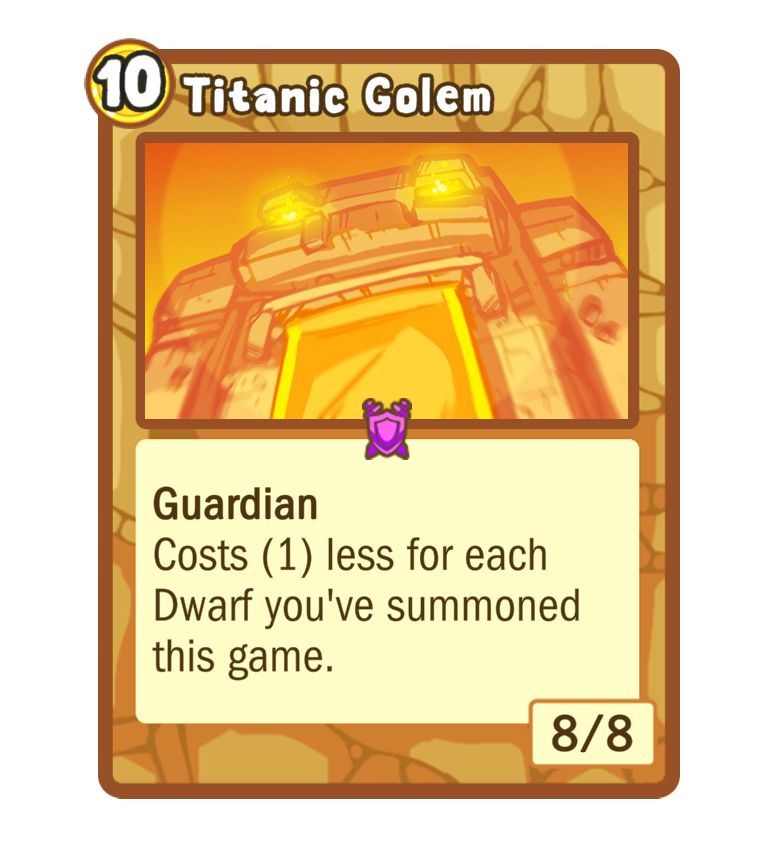 10
Titanic Golem
Guardian
Costs (1) less for each
Dwarf you've summoned
this game.
8/8